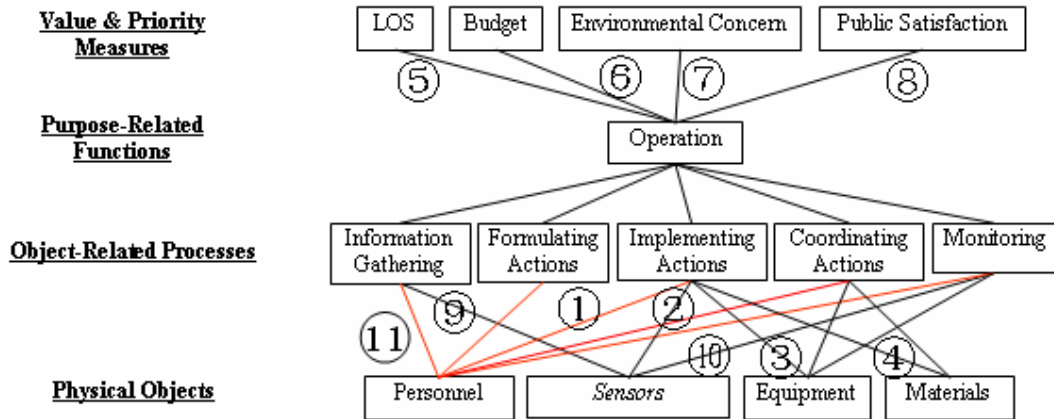 Value & Priority
Measures
LOS
Budget
Environmental Concern
Public Satisfaction
⑤
⑥
⑦
⑧
Purpose-Related
Functions
Operation
Object-Related Processes
Information
Gathering
Formulating
Actions
Implementing
Actions
Coordinating
Actions
Monitoring
⑪
⑨
①
②
⑩
③
④
Physical Objects
Personnel
Sensors
Equipment
Materials